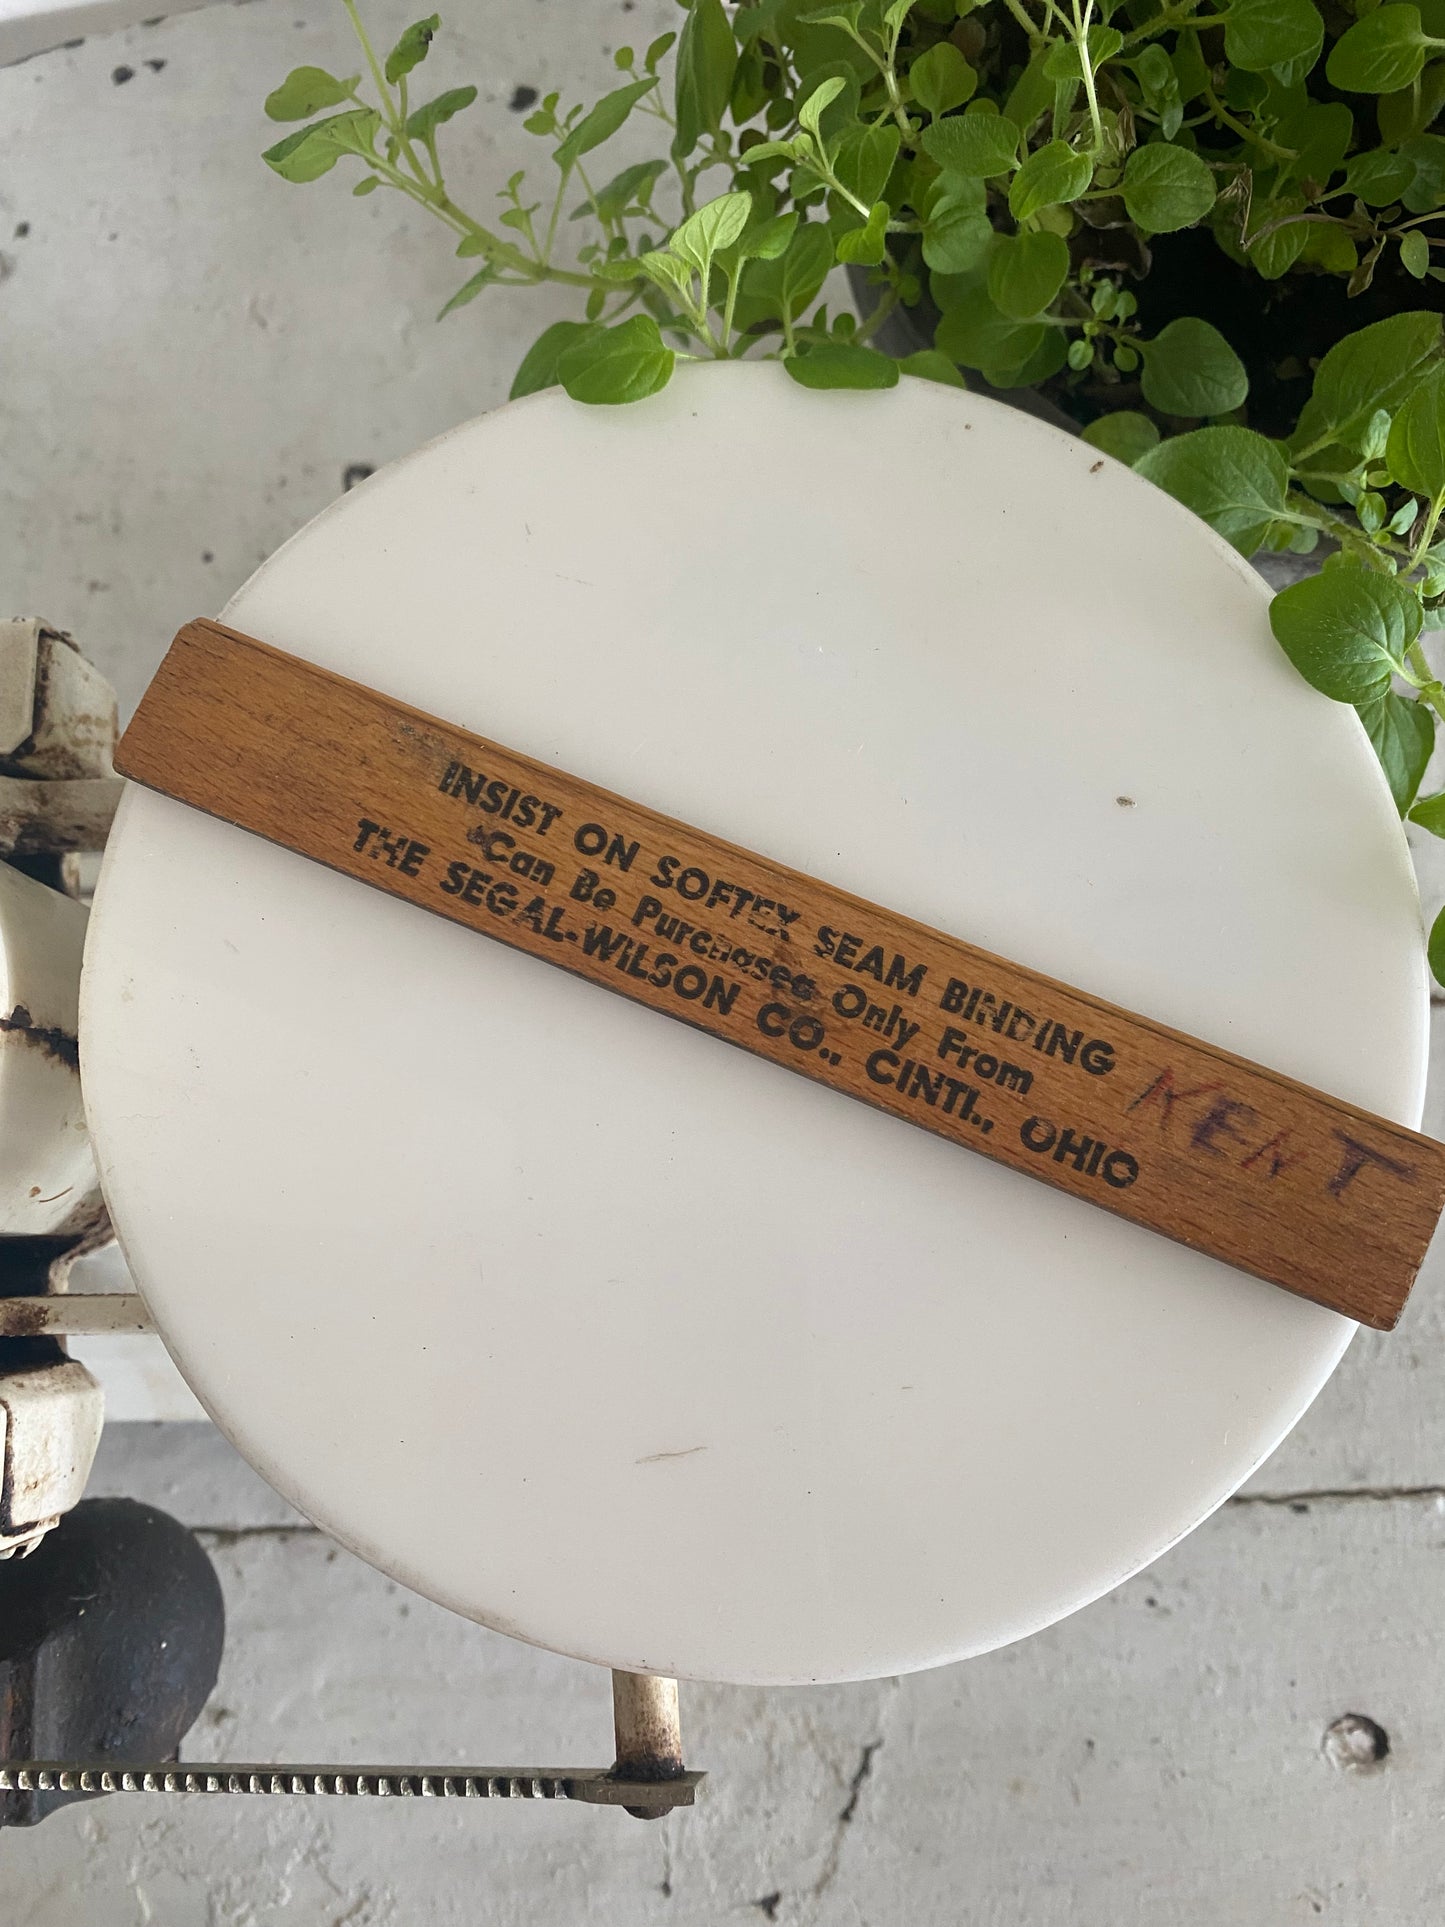 INSIST ON SOFTEX SEAM BINDING
"Can Be Purchased Only From
THE SEGAL-WILSON CO., CINTI., OHIO
KENT